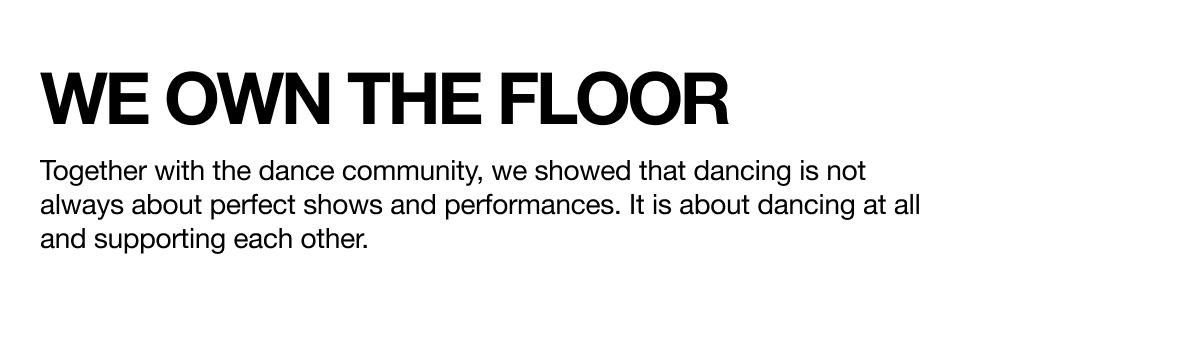 WE OWN THE FLOOR
Together with the dance community, we showed that dancing is not
always about perfect shows and performances. It is about dancing at all
and supporting each other.